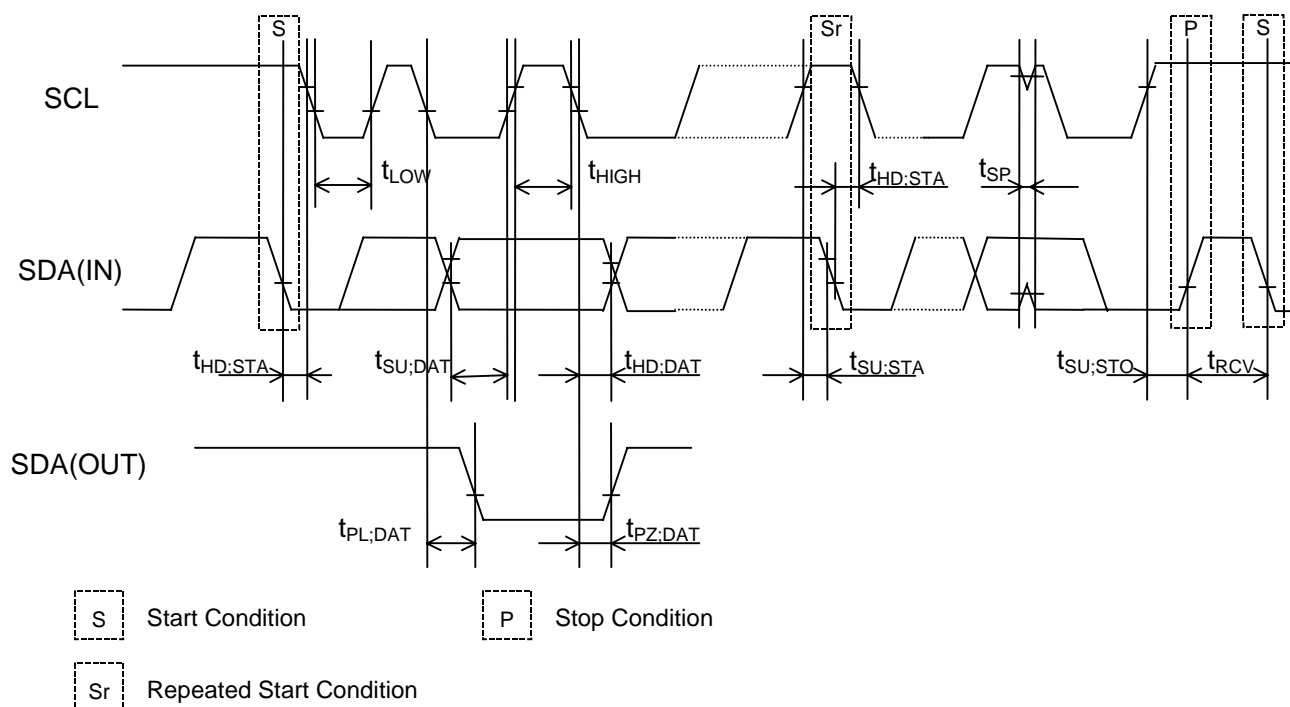 S Sr P S
SCL
tLOW tHIGH tHD;STA tSP
SDA(IN)
tHD;STA tSU;DAT tHD;DAT tSU;STA tSU;STO tRCV
SDA(OUT)
tPL;DAT tPZ;DAT
S Start Condition P Stop Condition
Sr Repeated Start Condition